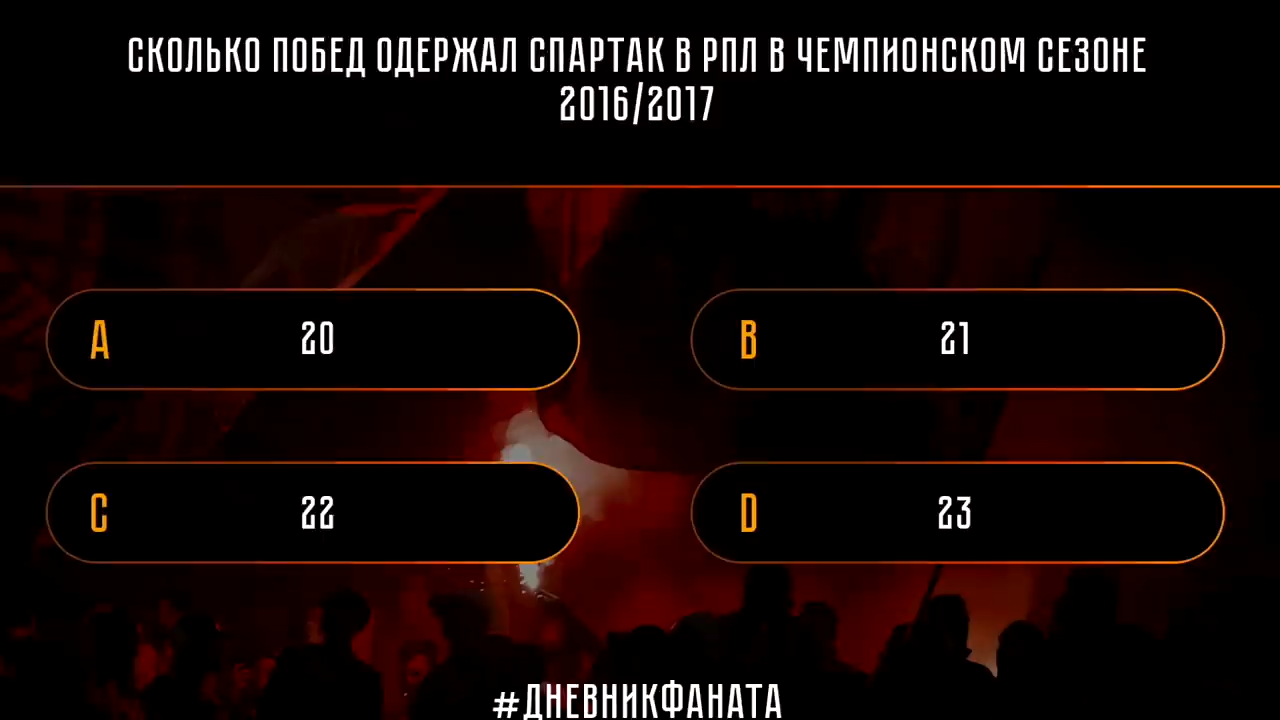 СКОЛЬКО ПОБЕД ОДЕРЖАЛ СПАРТАК В РПЛ В ЧЕМПИОНСКОМ СЕЗОНЕ
2016/2017
A 20
B 21
C 22
D 23
#ДНЕВНИКФАНАТА